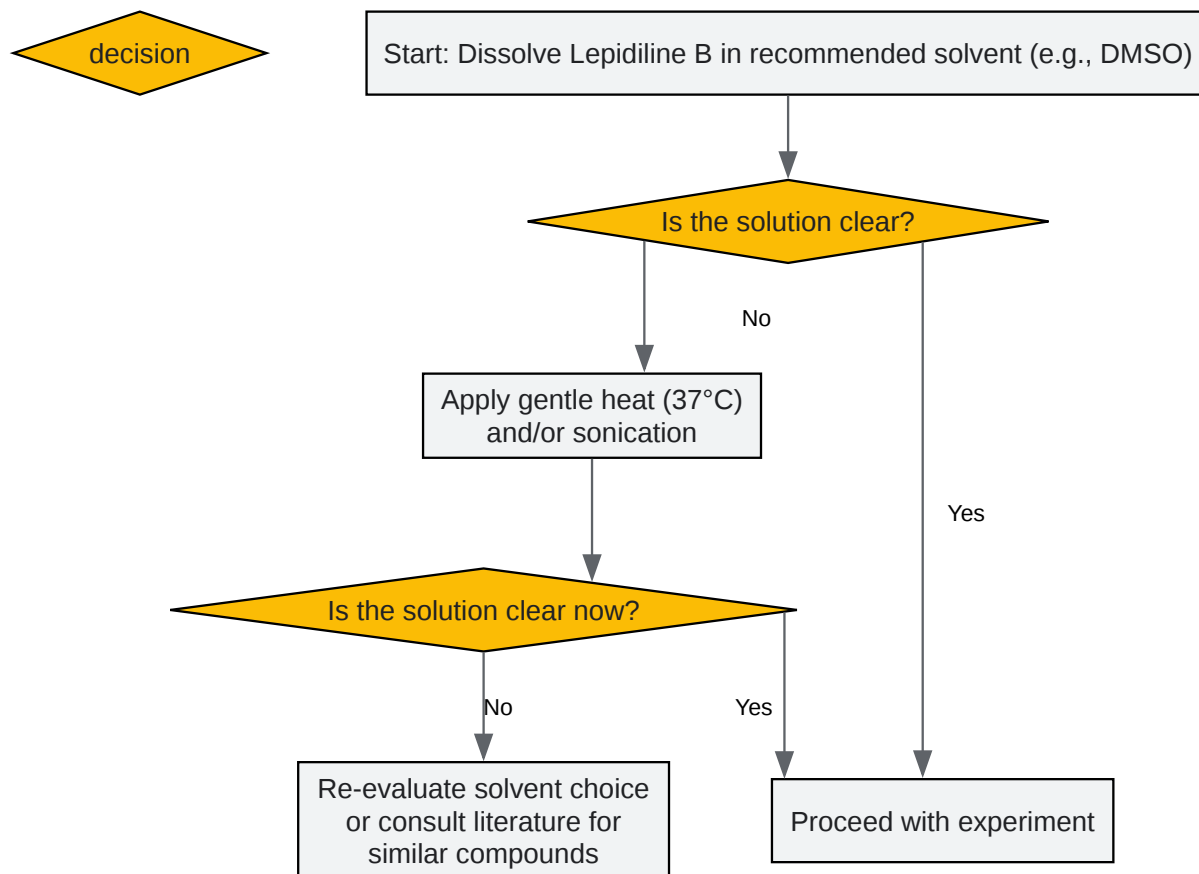 decision
Start: Dissolve Lepidiline B in recommended solvent (e.g., DMSO)
Is the solution clear?
No
Apply gentle heat (37°C)
and/or sonication
Yes
Is the solution clear now?
No
Yes
Re-evaluate solvent choice
or consult literature for
similar compounds
Proceed with experiment